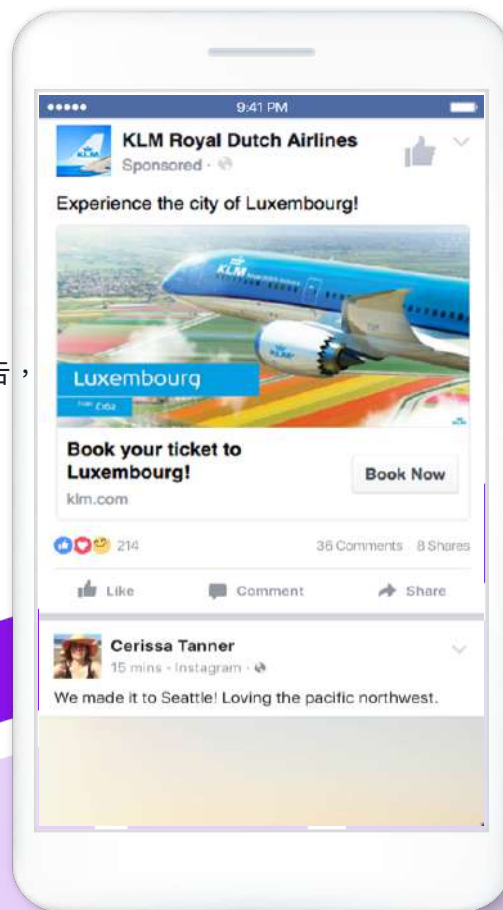 9:41 PM
KLM Royal Dutch Airlines
Sponsored ·
Experience the city of Luxembourg!
KLM
Luxembourg
Book your ticket to
Luxembourg!
klm.com
Book Now
214
36 Comments · 8 Shares
Like
Comment
Share
Cerissa Tanner
15 mins · Instagram ·
We made it to Seattle! Loving the pacific northwest.